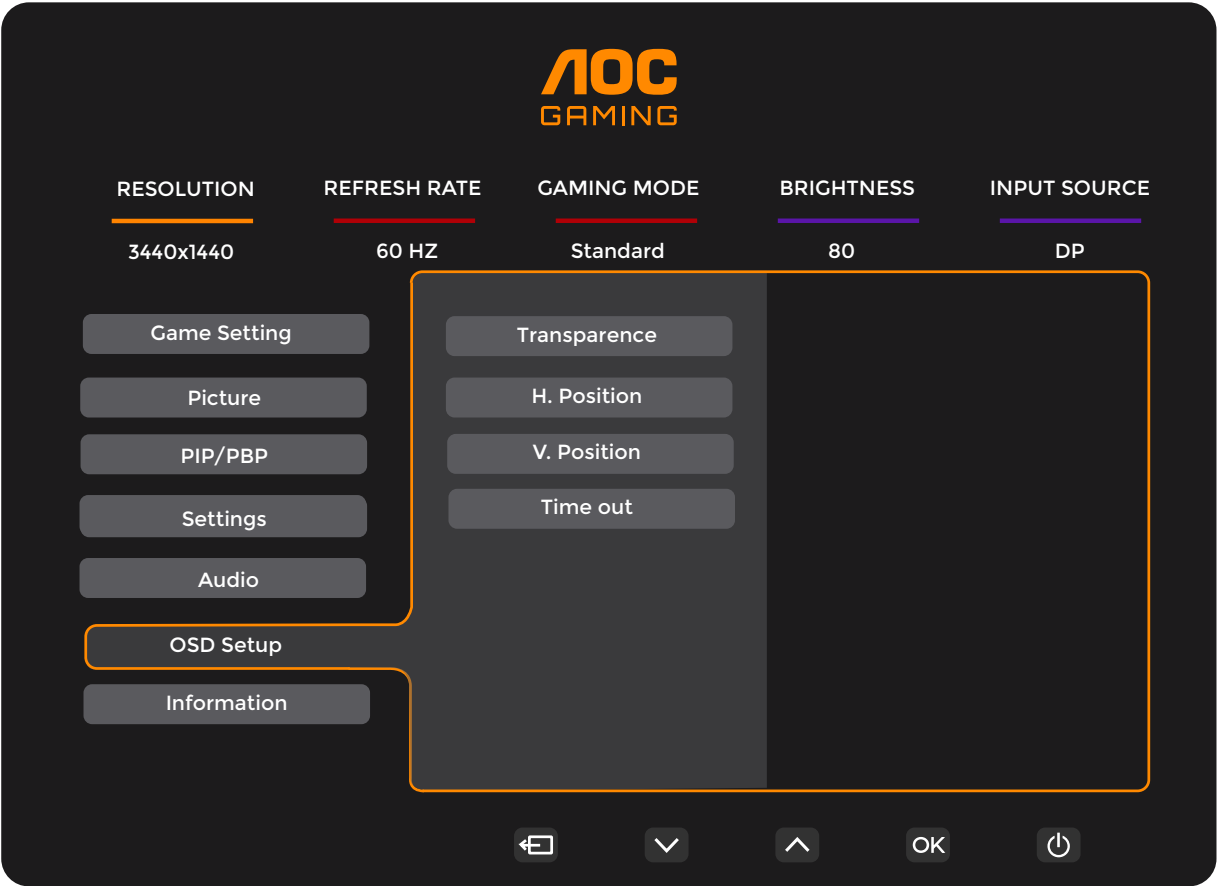 AOC
GAMING
RESOLUTION REFRESH RATE GAMING MODE BRIGHTNESS INPUT SOURCE
3440x1440 60 HZ Standard 80 DP
Game Setting
Picture
PIP/PBP
Settings
Audio
OSD Setup
Information
Transparence
H. Position
V. Position
Time out
OK